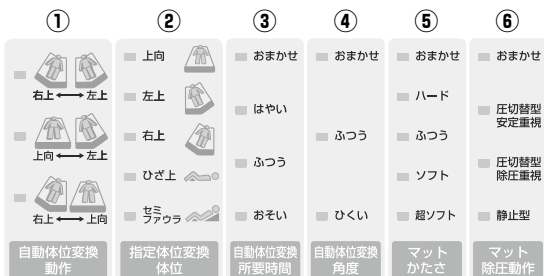 ① ② ③ ④ ⑤ ⑥
右上 ←→ 左上
上向 ←→ 左上
右上 ←→ 上向
自動体位変換
動作
上向
左上
右上
ひざ上
セミ
ファウラ
指定体位変換
体位
おまかせ
はやい
ふつう
おそい
自動体位変換
所要時間
おまかせ
ふつう
ひくい
自動体位変換
角度
おまかせ
ハード
ふつう
ソフト
超ソフト
マット
かたさ
おまかせ
圧切替型
安定重視
圧切替型
除圧重視
静止型
マット
除圧動作